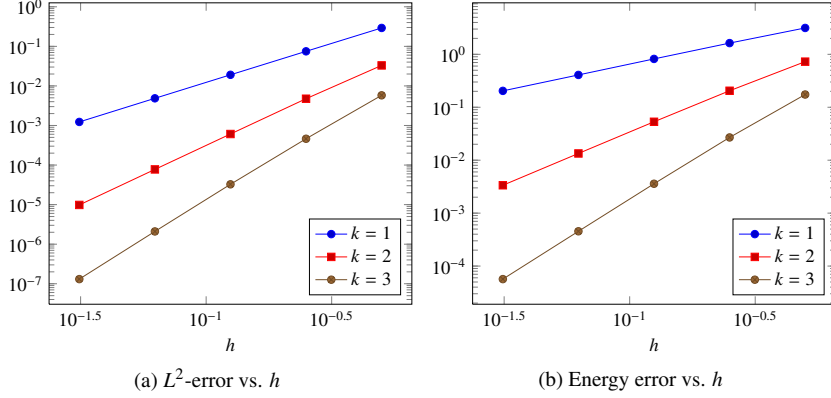 10^0
10^-1
10^-2
10^-3
10^-4
10^-5
10^-6
10^-7
10^-1.5
10^-1
10^-0.5
h
k = 1
k = 2
k = 3
(a) L^2-error vs. h
10^0
10^-1
10^-2
10^-3
10^-4
10^-1.5
10^-1
10^-0.5
h
k = 1
k = 2
k = 3
(b) Energy error vs. h